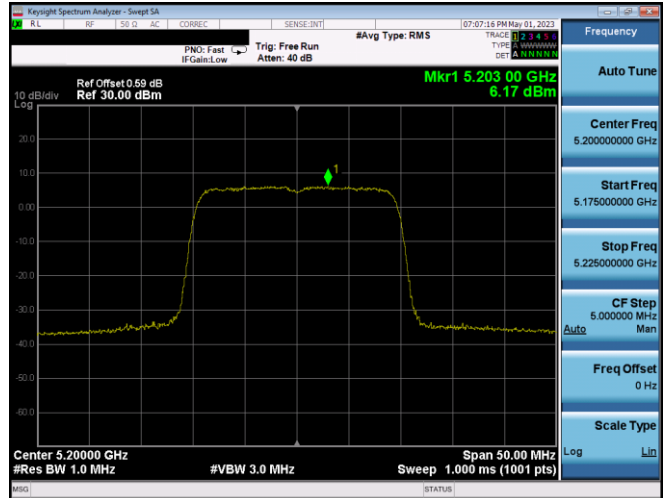 Keysight Spectrum Analyzer - Swept SA
RL RF 50 Ω AC CORREC SENSE:INT 07:07:16 PM May 01, 2023
#Avg Type: RMS TRACE 1 2 3 4 5 6
PNO: Fast Trig: Free Run TYPE A WWWWW
IFGain:Low Atten: 40 dB DET A N N N N N
Mkr1 5.203 00 GHz
6.17 dBm
Ref Offset 0.59 dB
10 dB/div Ref 30.00 dBm
Log
20.0
10.0
0.00
-10.0
-20.0
-30.0
-40.0
-50.0
-60.0
1
Center 5.20000 GHz Span 50.00 MHz
#Res BW 1.0 MHz #VBW 3.0 MHz Sweep 1.000 ms (1001 pts)
MSG STATUS
Frequency
Auto Tune
Center Freq
5.200000000 GHz
Start Freq
5.175000000 GHz
Stop Freq
5.225000000 GHz
CF Step
5.000000 MHz
Auto Man
Freq Offset
0 Hz
Scale Type
Log Lin